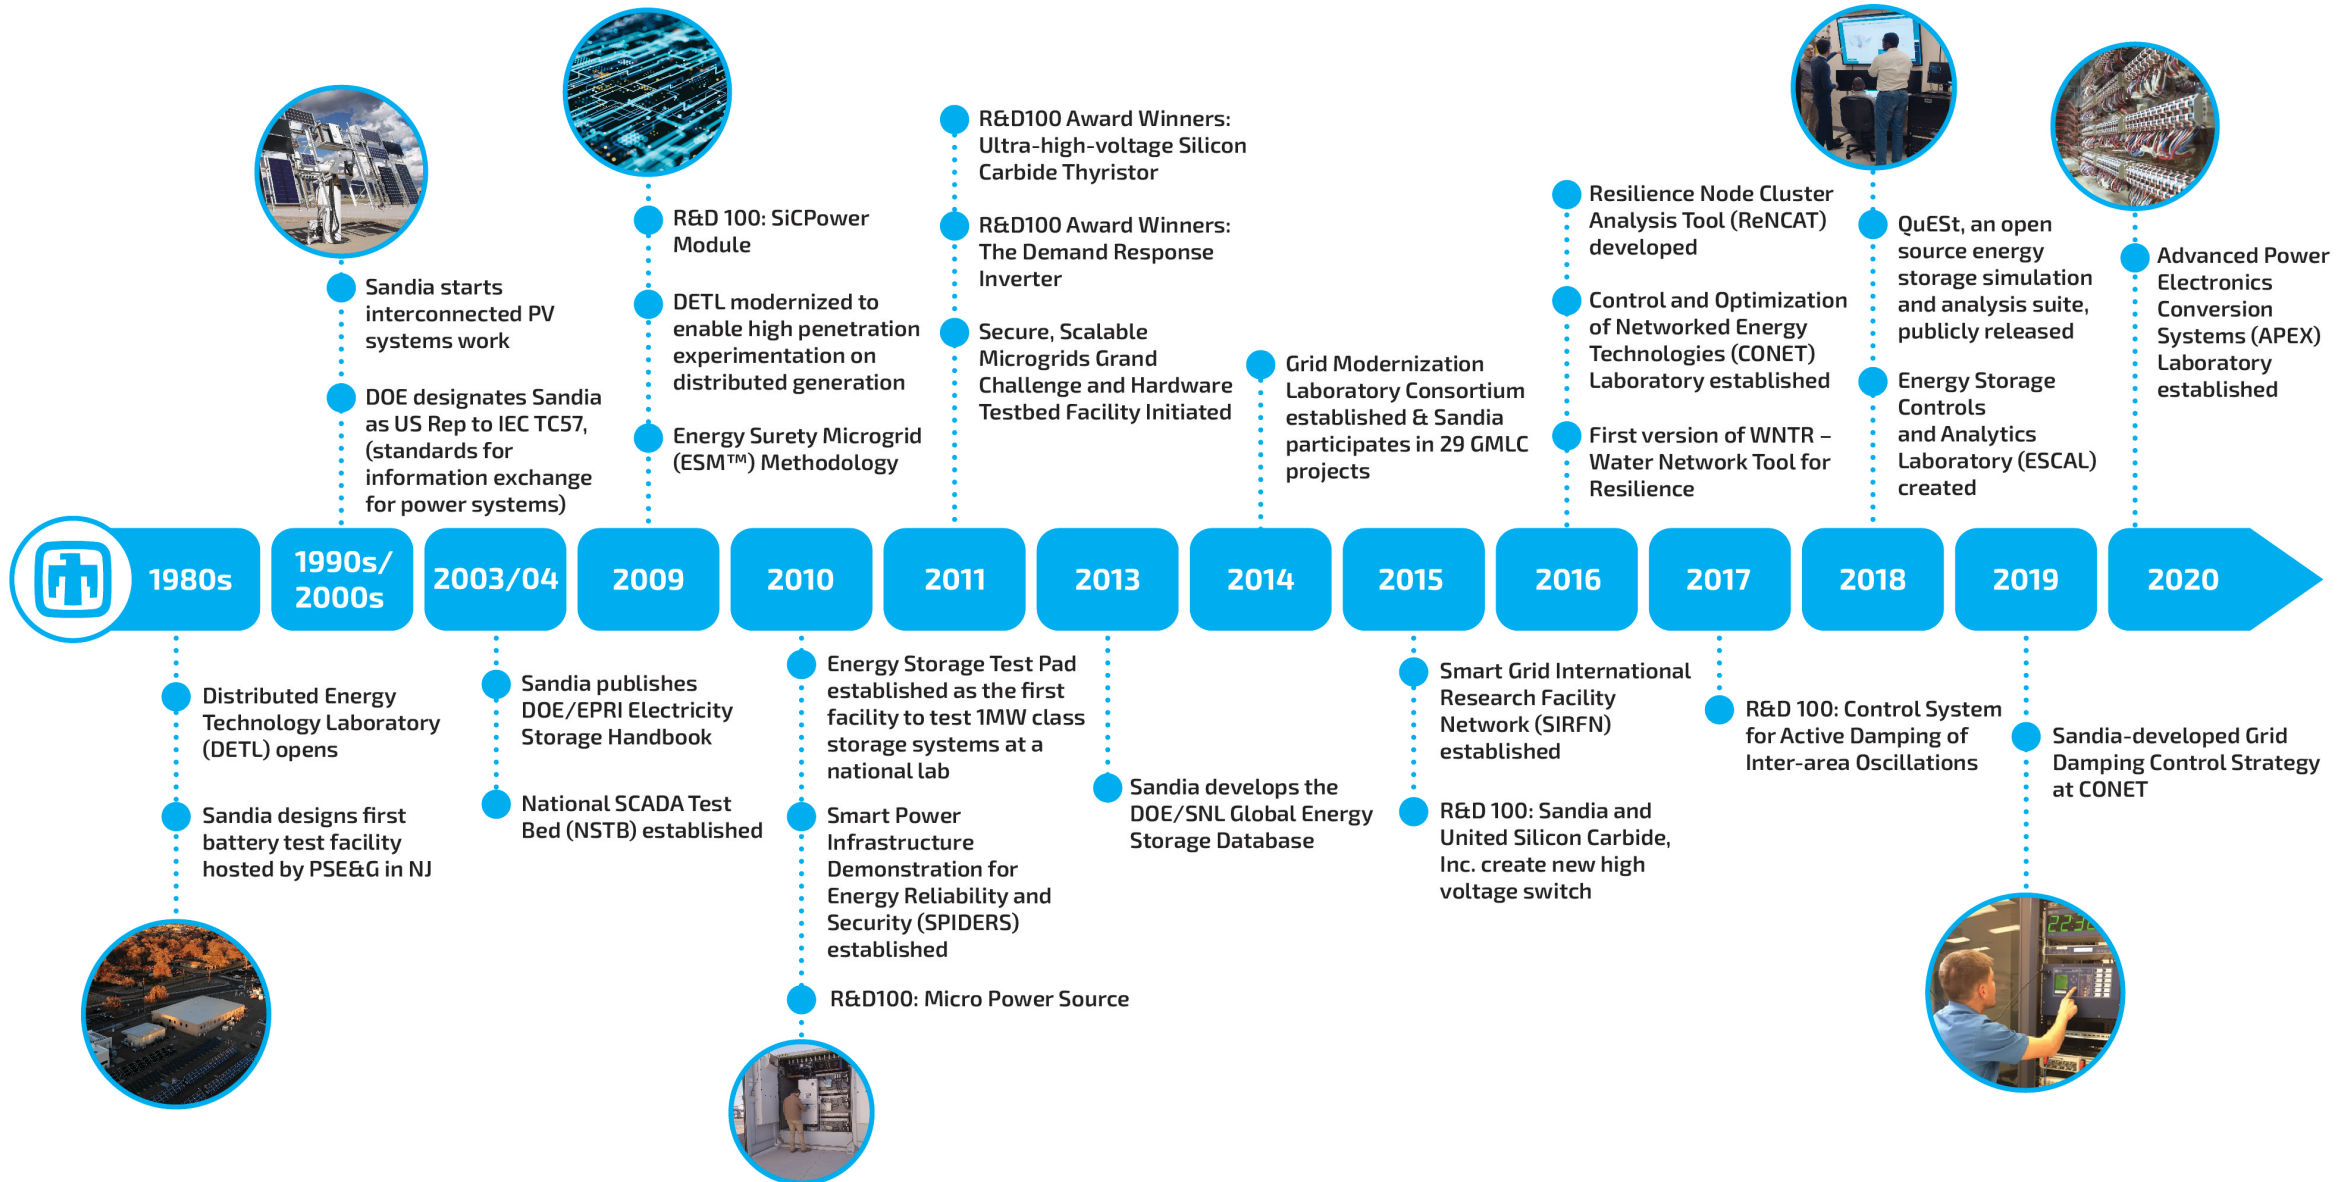 R&D100 Award Winners:
Ultra-high-voltage Silicon
Carbide Thyristor
R&D100 Award Winners:
The Demand Response
Inverter
Secure, Scalable
Microgrids Grand
Challenge and Hardware
Testbed Facility Initiated
R&D 100: SiCPower
Module
DETL modernized to
enable high penetration
experimentation on
distributed generation
Energy Surety Microgrid
(ESM™) Methodology
Sandia starts
interconnected PV
systems work
DOE designates Sandia
as US Rep to IEC TC57,
(standards for
information exchange
for power systems)
Grid Modernization
Laboratory Consortium
established & Sandia
participates in 29 GMLC
projects
Resilience Node Cluster
Analysis Tool (ReNCAT)
developed
Control and Optimization
of Networked Energy
Technologies (CONET)
Laboratory established
First version of WNTR –
Water Network Tool for
Resilience
QuESt, an open
source energy
storage simulation
and analysis suite,
publicly released
Energy Storage
Controls
and Analytics
Laboratory (ESCAL)
created
Advanced Power
Electronics
Conversion
Systems (APEX)
Laboratory
established
1980s
1990s/
2000s
2003/04
2009
2010
2011
2013
2014
2015
2016
2017
2018
2019
2020
Distributed Energy
Technology Laboratory
(DETL) opens
Sandia designs first
battery test facility
hosted by PSE&G in NJ
Sandia publishes
DOE/EPRI Electricity
Storage Handbook
National SCADA Test
Bed (NSTB) established
Energy Storage Test Pad
established as the first
facility to test 1MW class
storage systems at a
national lab
Smart Power
Infrastructure
Demonstration for
Energy Reliability and
Security (SPIDERS)
established
R&D100: Micro Power Source
Sandia develops the
DOE/SNL Global Energy
Storage Database
Smart Grid International
Research Facility
Network (SIRFN)
established
R&D 100: Sandia and
United Silicon Carbide,
Inc. create new high
voltage switch
R&D 100: Control System
for Active Damping of
Inter-area Oscillations
Sandia-developed Grid
Damping Control Strategy
at CONET